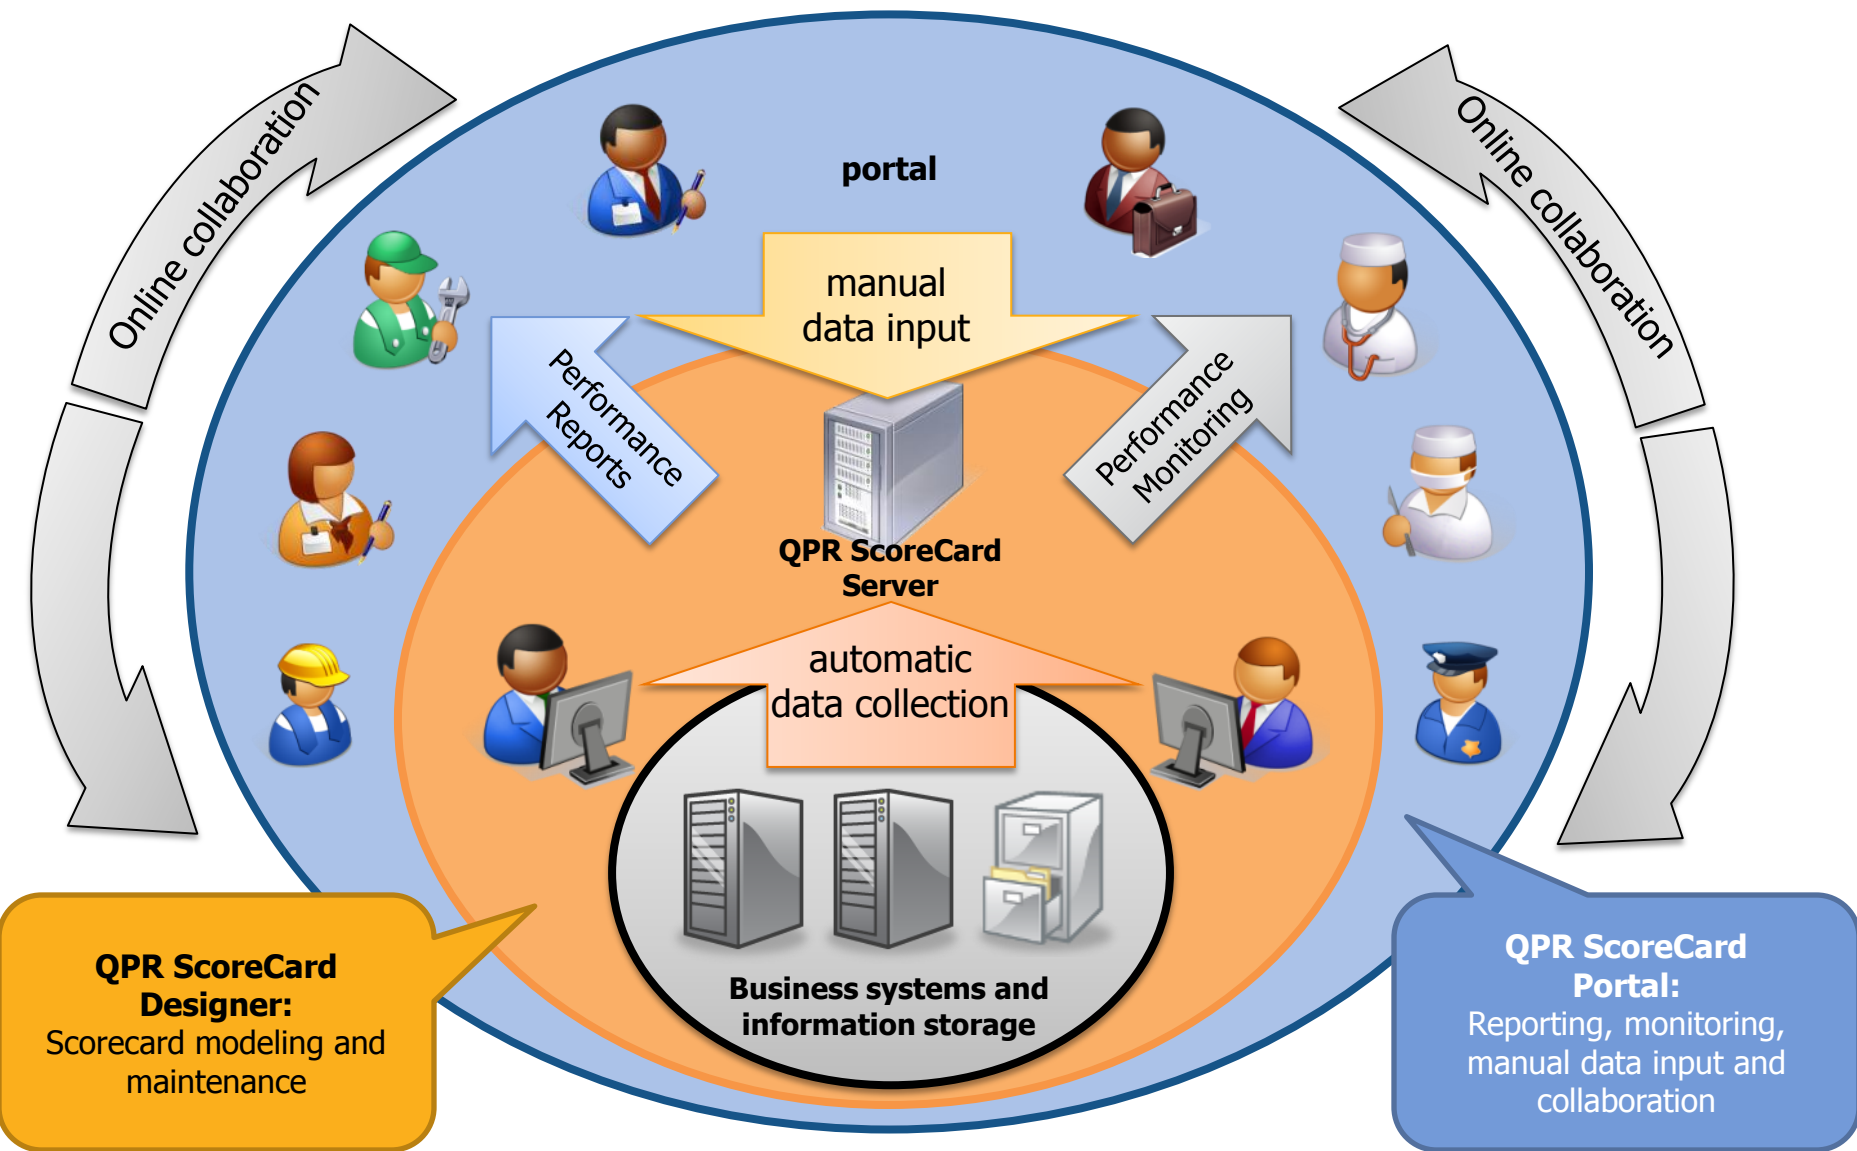 Online collaboration
Online collaboration
portal
manual
data input
Performance
Reports
Performance
Monitoring
QPR ScoreCard
Server
automatic
data collection
Business systems and
information storage
QPR ScoreCard
Designer:
Scorecard modeling and
maintenance
QPR ScoreCard
Portal:
Reporting, monitoring,
manual data input and
collaboration